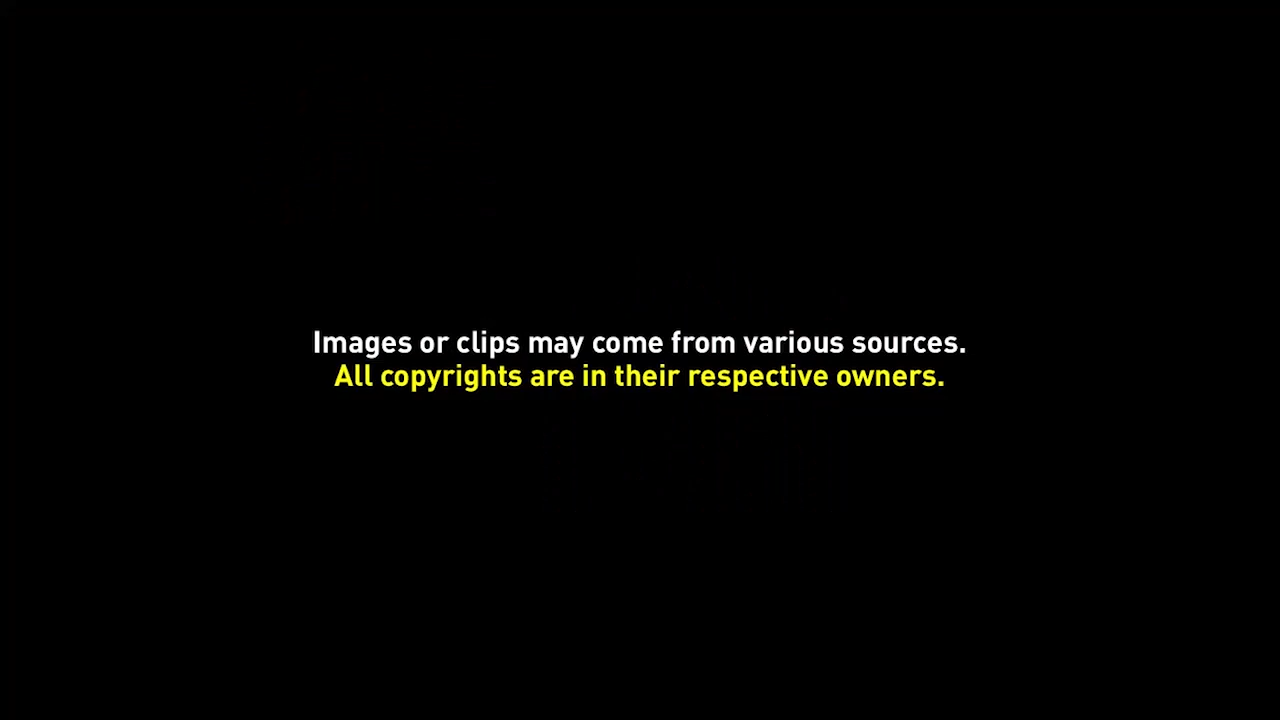 Images or clips may come from various sources.
All copyrights are in their respective owners.